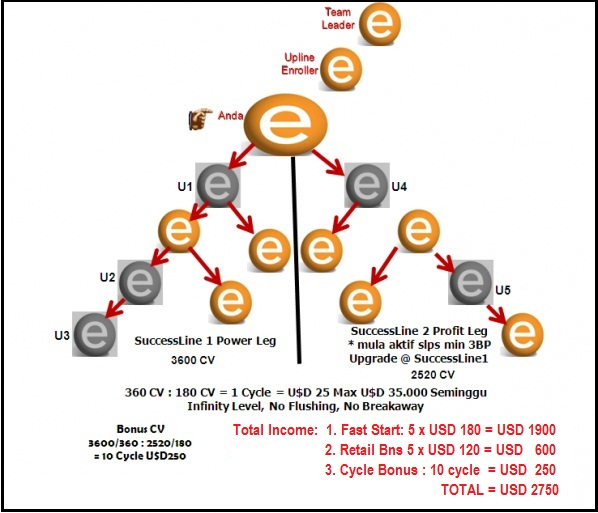 Team
Leader
Upline
Enroller
e
e
Anda
e
U1
e
e
U4
e
e
e
e
U2
e
e
e
e
U5
U3
e
e
SuccessLine 1 Power Leg
3600 CV
SuccessLine 2 Profit Leg
* mula aktif slps min 3BP
Upgrade @ SuccessLine1
2520 CV
360 CV : 180 CV = 1 Cycle = U$D 25 Max U$D 35.000 Seminggu
Infinity Level, No Flushing, No Breakaway
Bonus CV
3600/360 : 2520/180
= 10 Cycle U$D250
Total Income: 1. Fast Start: 5 x USD 180 = USD 1900
2. Retail Bns 5 x USD 120 = USD 600
3. Cycle Bonus : 10 cycle = USD 250
TOTAL = USD 2750